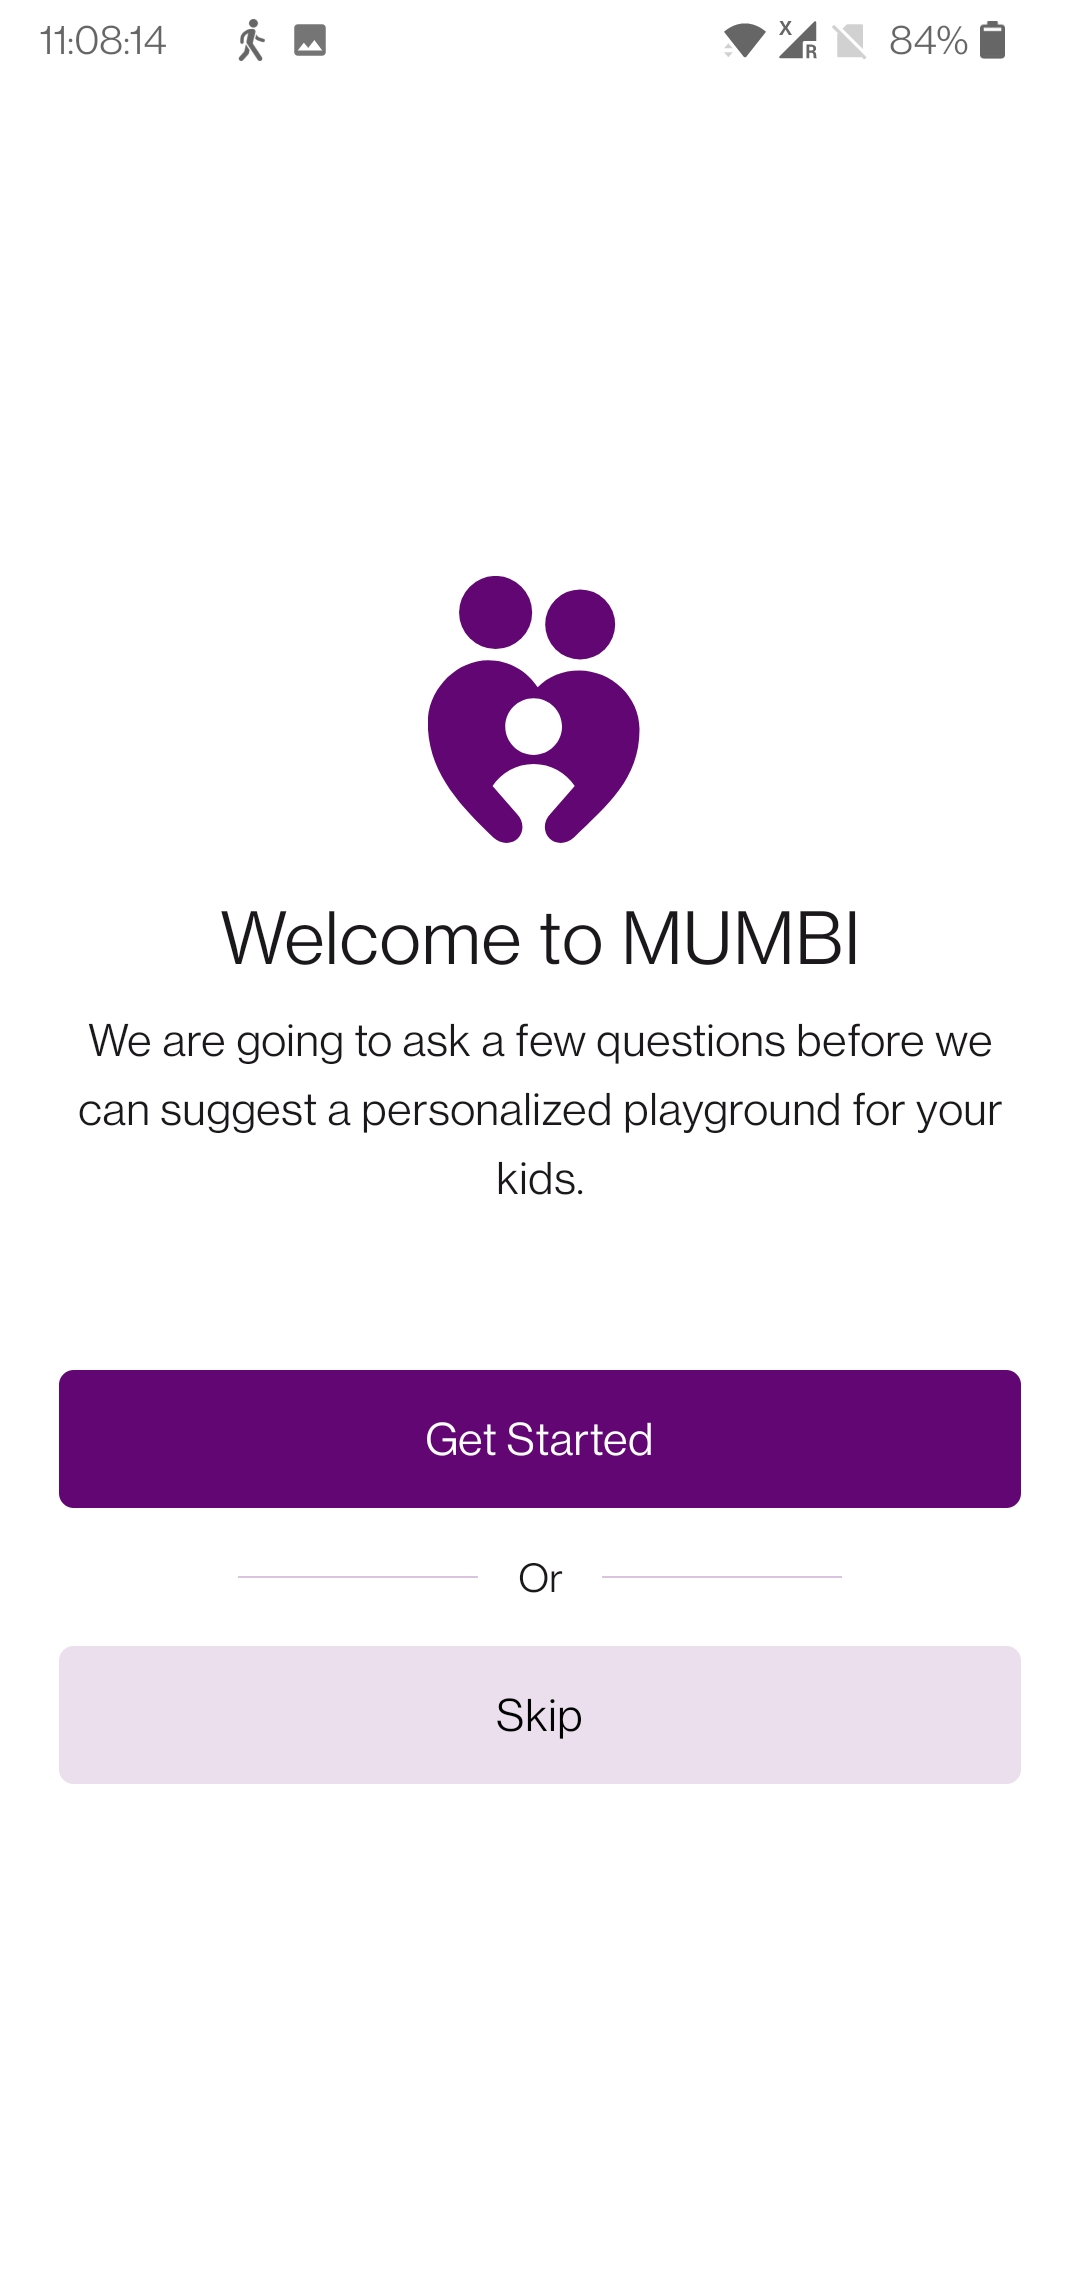 11:08:14
X
R
84%
Welcome to MUMBI
We are going to ask a few questions before we
can suggest a personalized playground for your
kids.
Get Started
Or
Skip